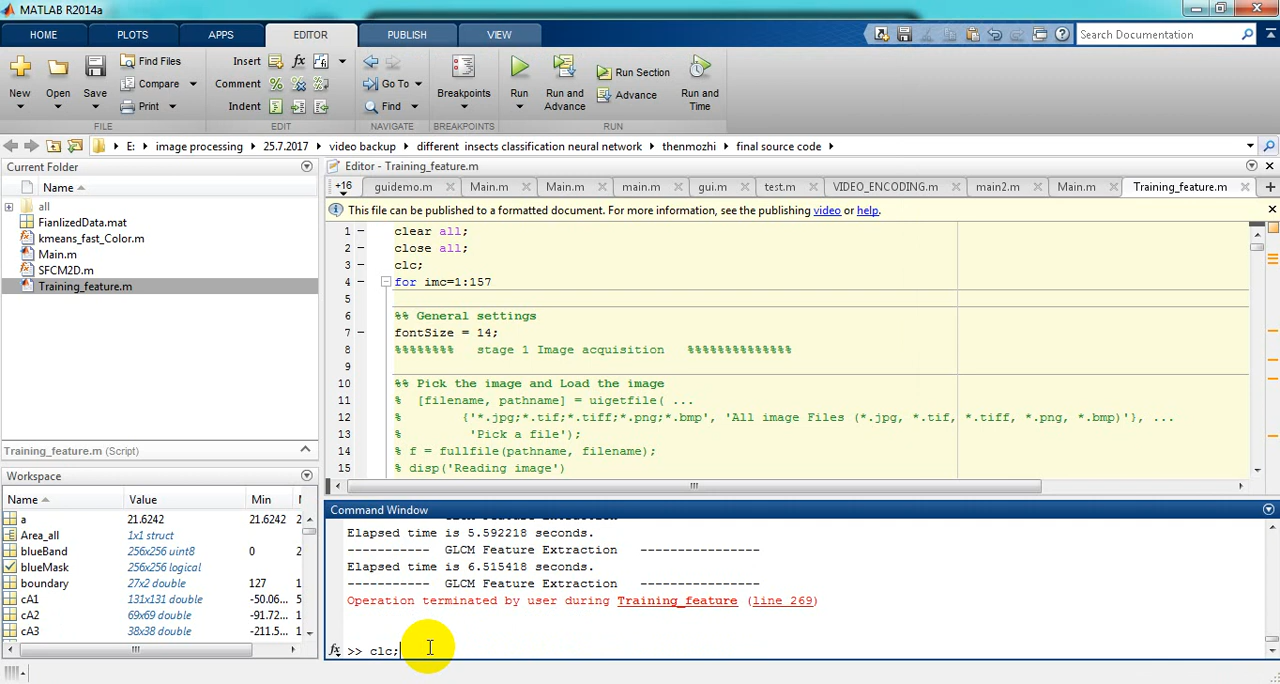 MATLAB R2014a
HOME PLOTS APPS EDITOR PUBLISH VIEW
Search Documentation
New Open Save Find Files Compare Print
Insert Comment Indent
fx
Go To Find
Breakpoints
Run Run and Advance Run Section Advance Run and Time
FILE EDIT NAVIGATE BREAKPOINTS RUN
E: image processing 25.7.2017 video backup different insects classification neural network thenmozhi final source code
Current Folder
Name
all
FianlizedData.mat
kmeans_fast_Color.m
Main.m
SFCM2D.m
Training_feature.m
Training_feature.m (Script)
Workspace
Name Value Min
a 21.6242 21.6242 2
Area_all 1x1 struct
blueBand 256x256 uint8 0
blueMask 256x256 logical
boundary 27x2 double 127
cA1 131x131 double -50.06... 5
cA2 69x69 double -91.72...
cA3 38x38 double -211.5...
Editor - Training_feature.m
+16 guidemo.m Main.m Main.m main.m gui.m test.m VIDEO_ENCODING.m main2.m Main.m Training_feature.m
This file can be published to a formatted document. For more information, see the publishing video or help.
1 clear all;
2 close all;
3 clc;
4 for imc=1:157
5
6 %% General settings
7 fontSize = 14;
8 %%%%%%%% stage 1 Image acquisition %%%%%%%%%%%%%%
9
10 %% Pick the image and Load the image
11 % [filename, pathname] = uigetfile( ...
12 % {'*.jpg;*.tif;*.tiff;*.png;*.bmp', 'All image Files (*.jpg, *.tif, *.tiff, *.png, *.bmp)'}, ...
13 % 'Pick a file');
14 % f = fullfile(pathname, filename);
15 % disp('Reading image')
Command Window
Elapsed time is 5.592218 seconds.
----------- GLCM Feature Extraction ----------------
Elapsed time is 6.515418 seconds.
----------- GLCM Feature Extraction ----------------
Operation terminated by user during Training_feature (line 269)
fx >> clc;